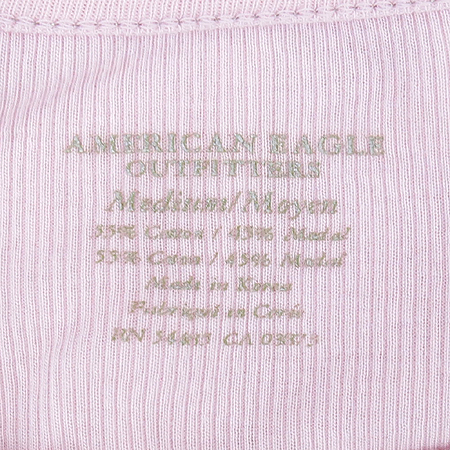 AMERICAN EAGLE
OUTFITTERS
Medium/Moyen
55% Cotton / 45% Modal
55% Coton / 45% Modal
Made in Korea
Fabriqué en Corée
RN 54485 CA 03373